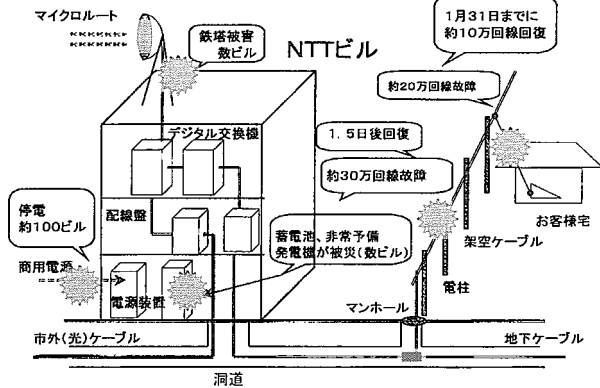 マイクロルート
鉄塔被害
数ビル
NTTビル
1月31日までに
約10万回線回復
約20万回線故障
デジタル交換機
1.5日後回復
約30万回線故障
停電
約100ビル
配線盤
お客様宅
蓄電池、非常予備
発電機が被災(数ビル)
架空ケーブル
商用電源
電源装置
電柱
マンホール
市外(光)ケーブル
地下ケーブル
洞道